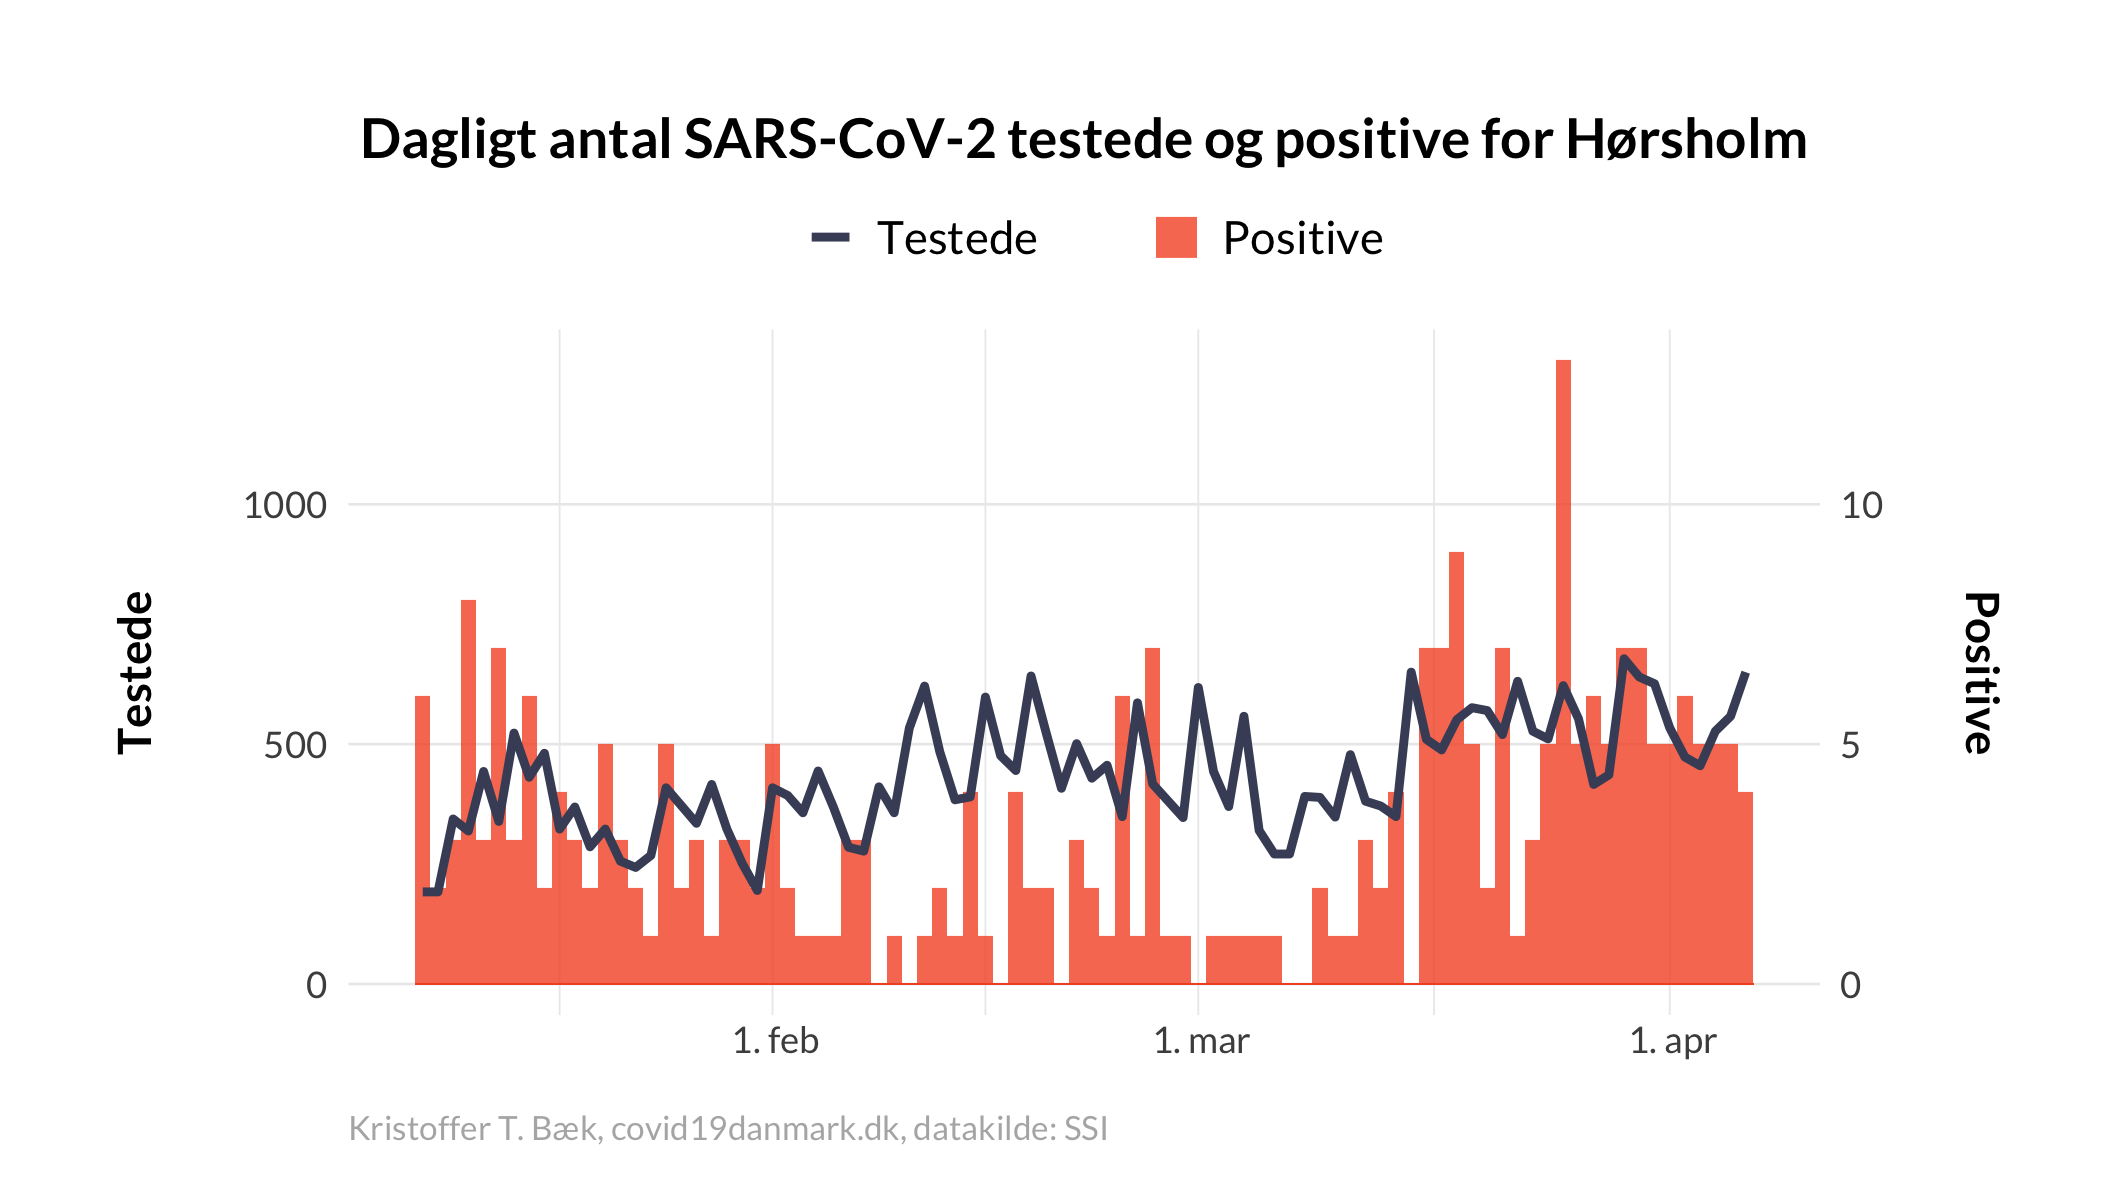 Dagligt antal SARS-CoV-2 testede og positive for Hørsholm
Testede Positive
1000
500
0
Testede
10
5
0
Positive
1. feb 1. mar 1. apr
Kristoffer T. Bæk, covid19danmark.dk, datakilde: SSI